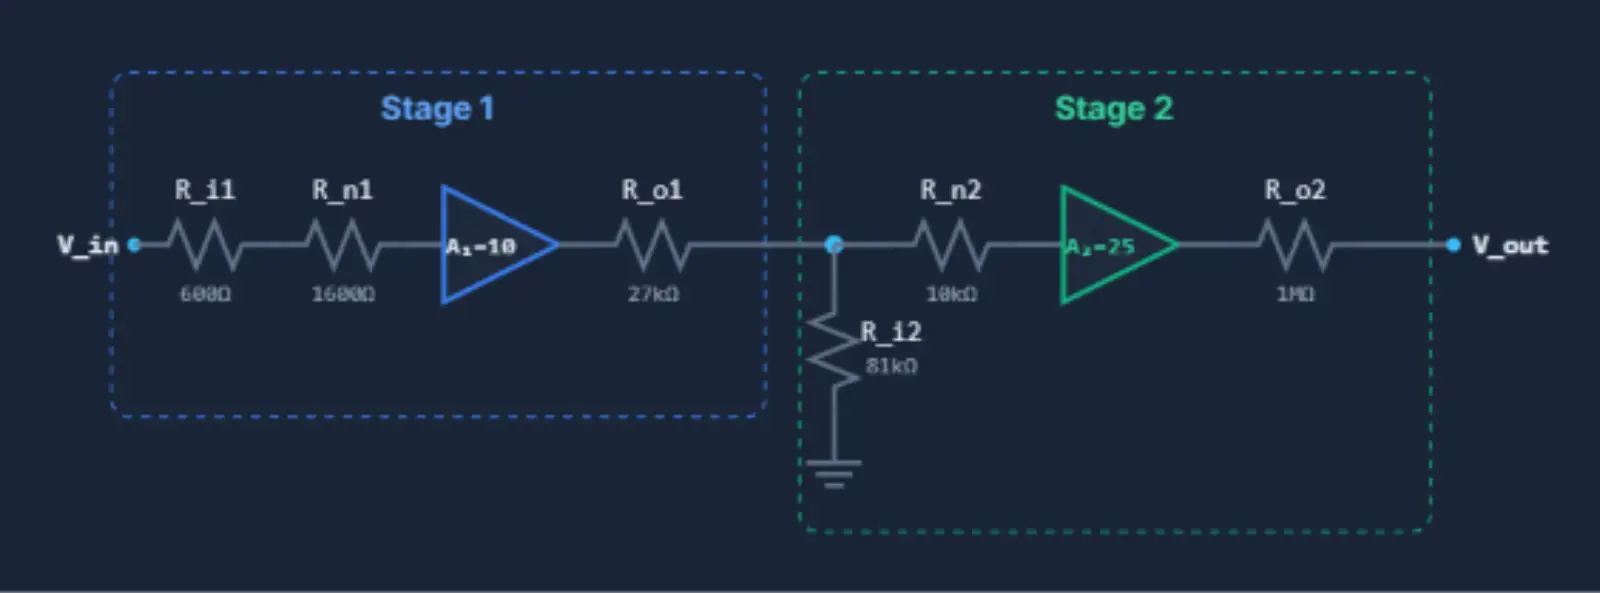 Stage 1
Stage 2
R_i1 R_n1 R_o1 R_n2 R_o2
V_in A₁=10 A₂=25 V_out
600Ω 1600Ω 27kΩ 10kΩ 1MΩ
R_i2
81kΩ